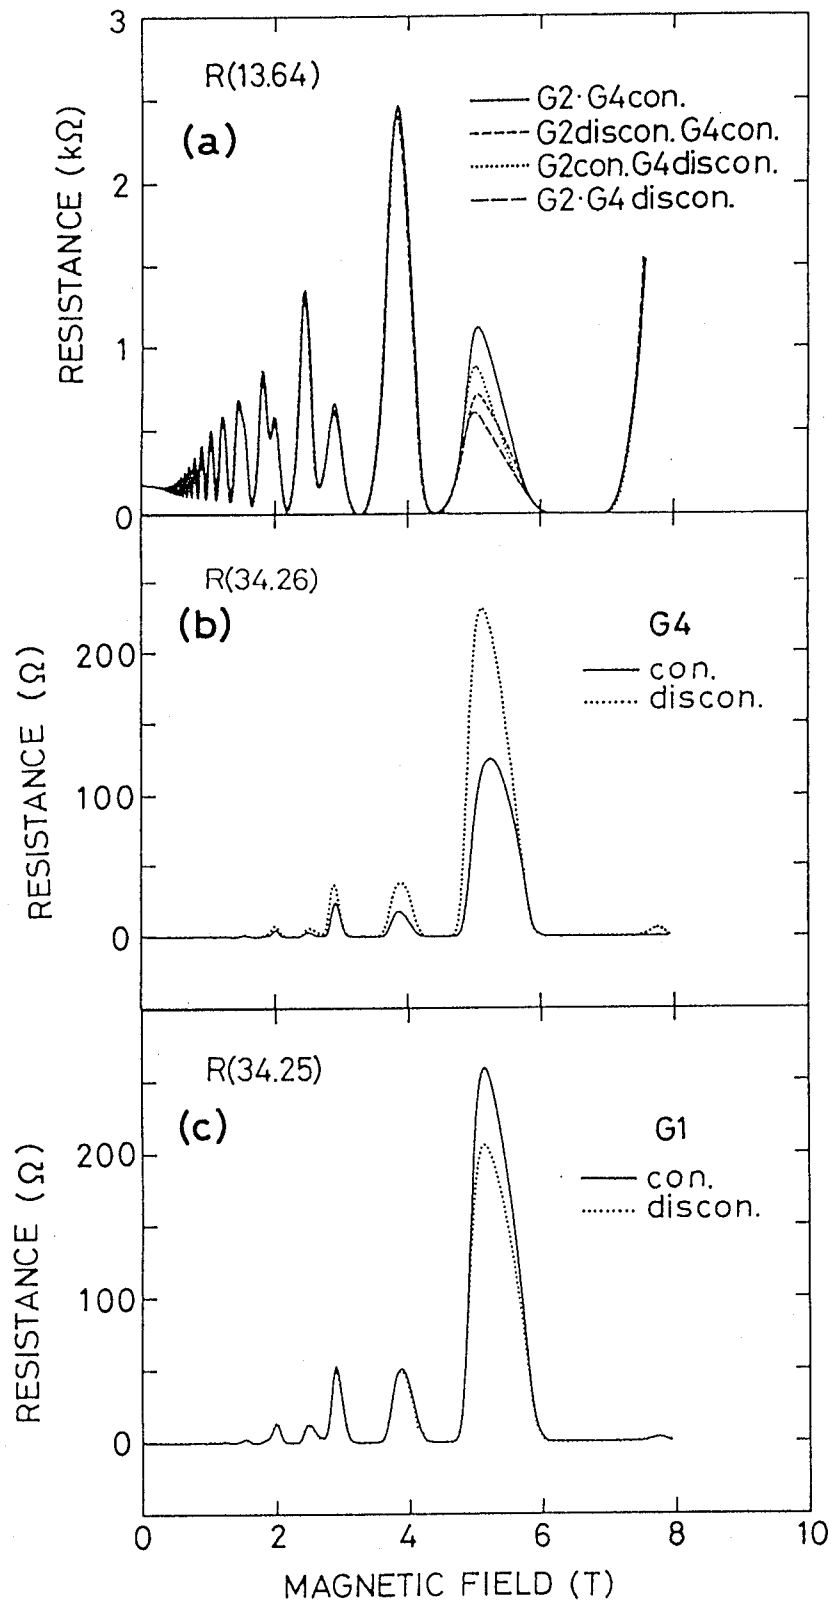 3
R(13.64)
(a)
G2·G4con.
G2discon.G4con.
G2con.G4discon.
G2·G4 discon.
2
1
0
RESISTANCE (kΩ)
R(34.26)
(b)
G4
con.
discon.
200
100
0
RESISTANCE (Ω)
R(34.25)
(c)
G1
con.
discon.
200
100
0
RESISTANCE (Ω)
0 2 4 6 8 10
MAGNETIC FIELD (T)